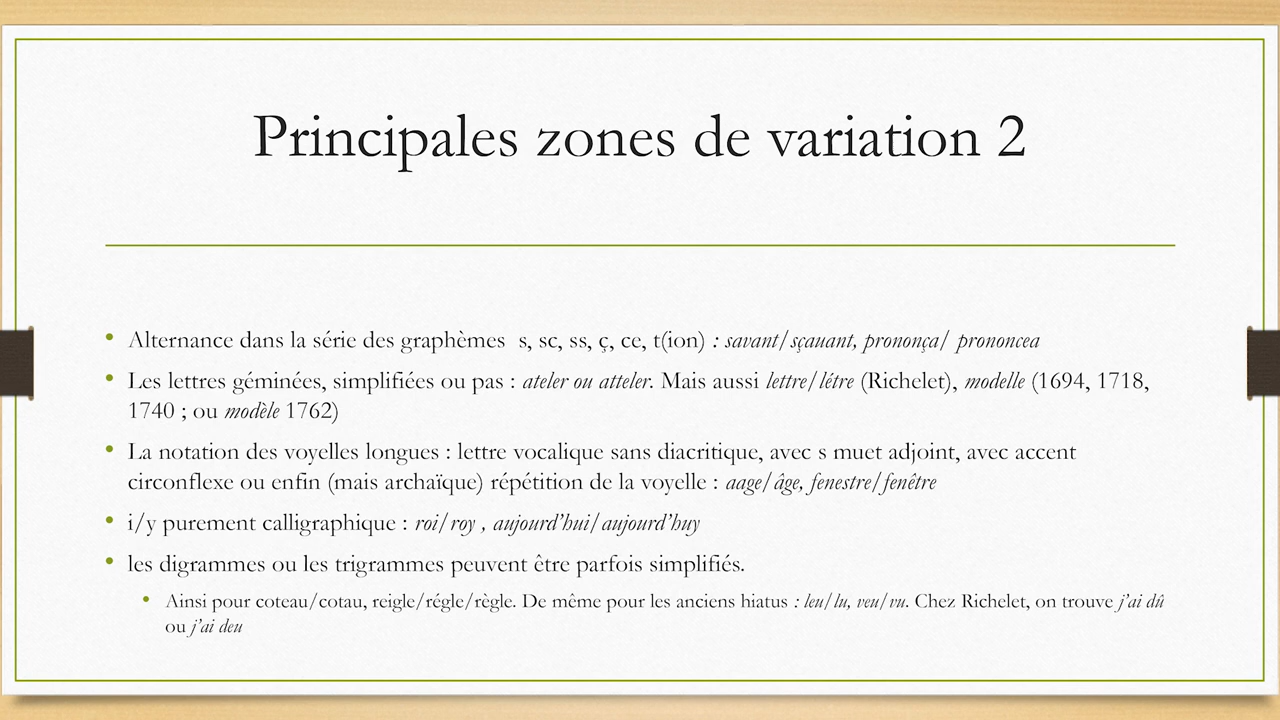 Principales zones de variation 2
• Alternance dans la série des graphèmes  s, sc, ss, ç, ce, t(ion) : savant/sçauant, prononça/ prononcea
• Les lettres géminées, simplifiées ou pas : ateler ou atteler. Mais aussi lettre/létre (Richelet), modelle (1694, 1718,
1740 ; ou modèle 1762)
• La notation des voyelles longues : lettre vocalique sans diacritique, avec s muet adjoint, avec accent
circonflexe ou enfin (mais archaïque) répétition de la voyelle : aage/âge, fenestre/fenêtre
• i/y purement calligraphique : roi/roy , aujourd’hui/aujourd’huy
• les digrammes ou les trigrammes peuvent être parfois simplifiés.
• Ainsi pour coteau/cotau, reigle/régle/règle. De même pour les anciens hiatus : leu/lu, veu/vu. Chez Richelet, on trouve j’ai dû
ou j’ai deu